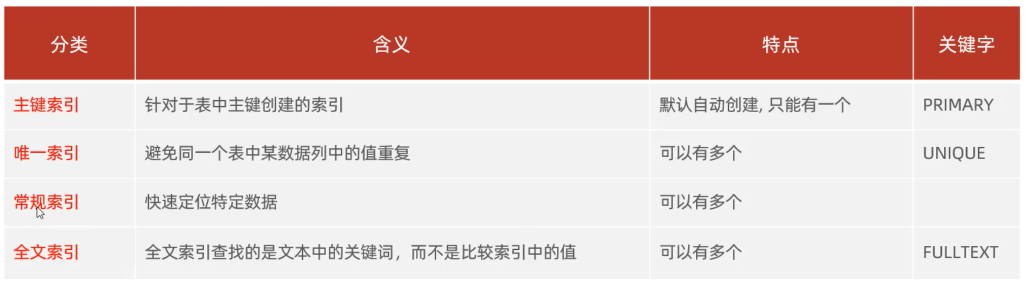 分类 含义 特点 关键字
主键索引 针对于表中主键创建的索引 默认自动创建, 只能有一个 PRIMARY
唯一索引 避免同一个表中某数据列中的值重复 可以有多个 UNIQUE
常规索引 快速定位特定数据 可以有多个
全文索引 全文索引查找的是文本中的关键词，而不是比较索引中的值 可以有多个 FULLTEXT